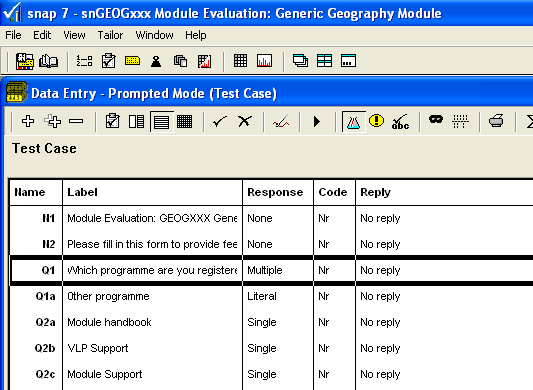 snap 7 - snGEOGxxx Module Evaluation: Generic Geography Module
File Edit View Tailor Window Help
Data Entry - Prompted Mode (Test Case)
abc
Test Case
Name Label Response Code Reply
N1 Module Evaluation: GEOGXXX Gene None Nr No reply
N2 Please fill in this form to provide fee None Nr No reply
Q1 Which programme are you registere Multiple Nr No reply
Q1a Other programme Literal Nr No reply
Q2a Module handbook Single Nr No reply
Q2b VLP Support Single Nr No reply
Q2c Module Support Single Nr No reply